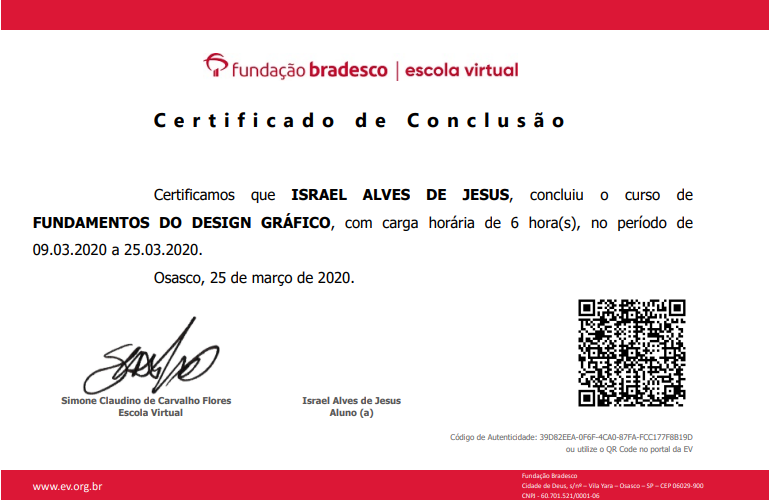 fundação bradesco | escola virtual
Certificado de Conclusão
Certificamos que ISRAEL ALVES DE JESUS, concluiu o curso de
FUNDAMENTOS DO DESIGN GRÁFICO, com carga horária de 6 hora(s), no período de
09.03.2020 a 25.03.2020.
Osasco, 25 de março de 2020.
Simone Claudino de Carvalho Flores
Escola Virtual
Israel Alves de Jesus
Aluno (a)
Código de Autenticidade: 39D82EEA-0F6F-4CA0-87FA-FCC177F8B19D
ou utilize o QR Code no portal da EV
www.ev.org.br
Fundação Bradesco
Cidade de Deus, s/nº – Vila Yara – Osasco – SP – CEP 06029-900
CNPJ - 60.701.521/0001-06